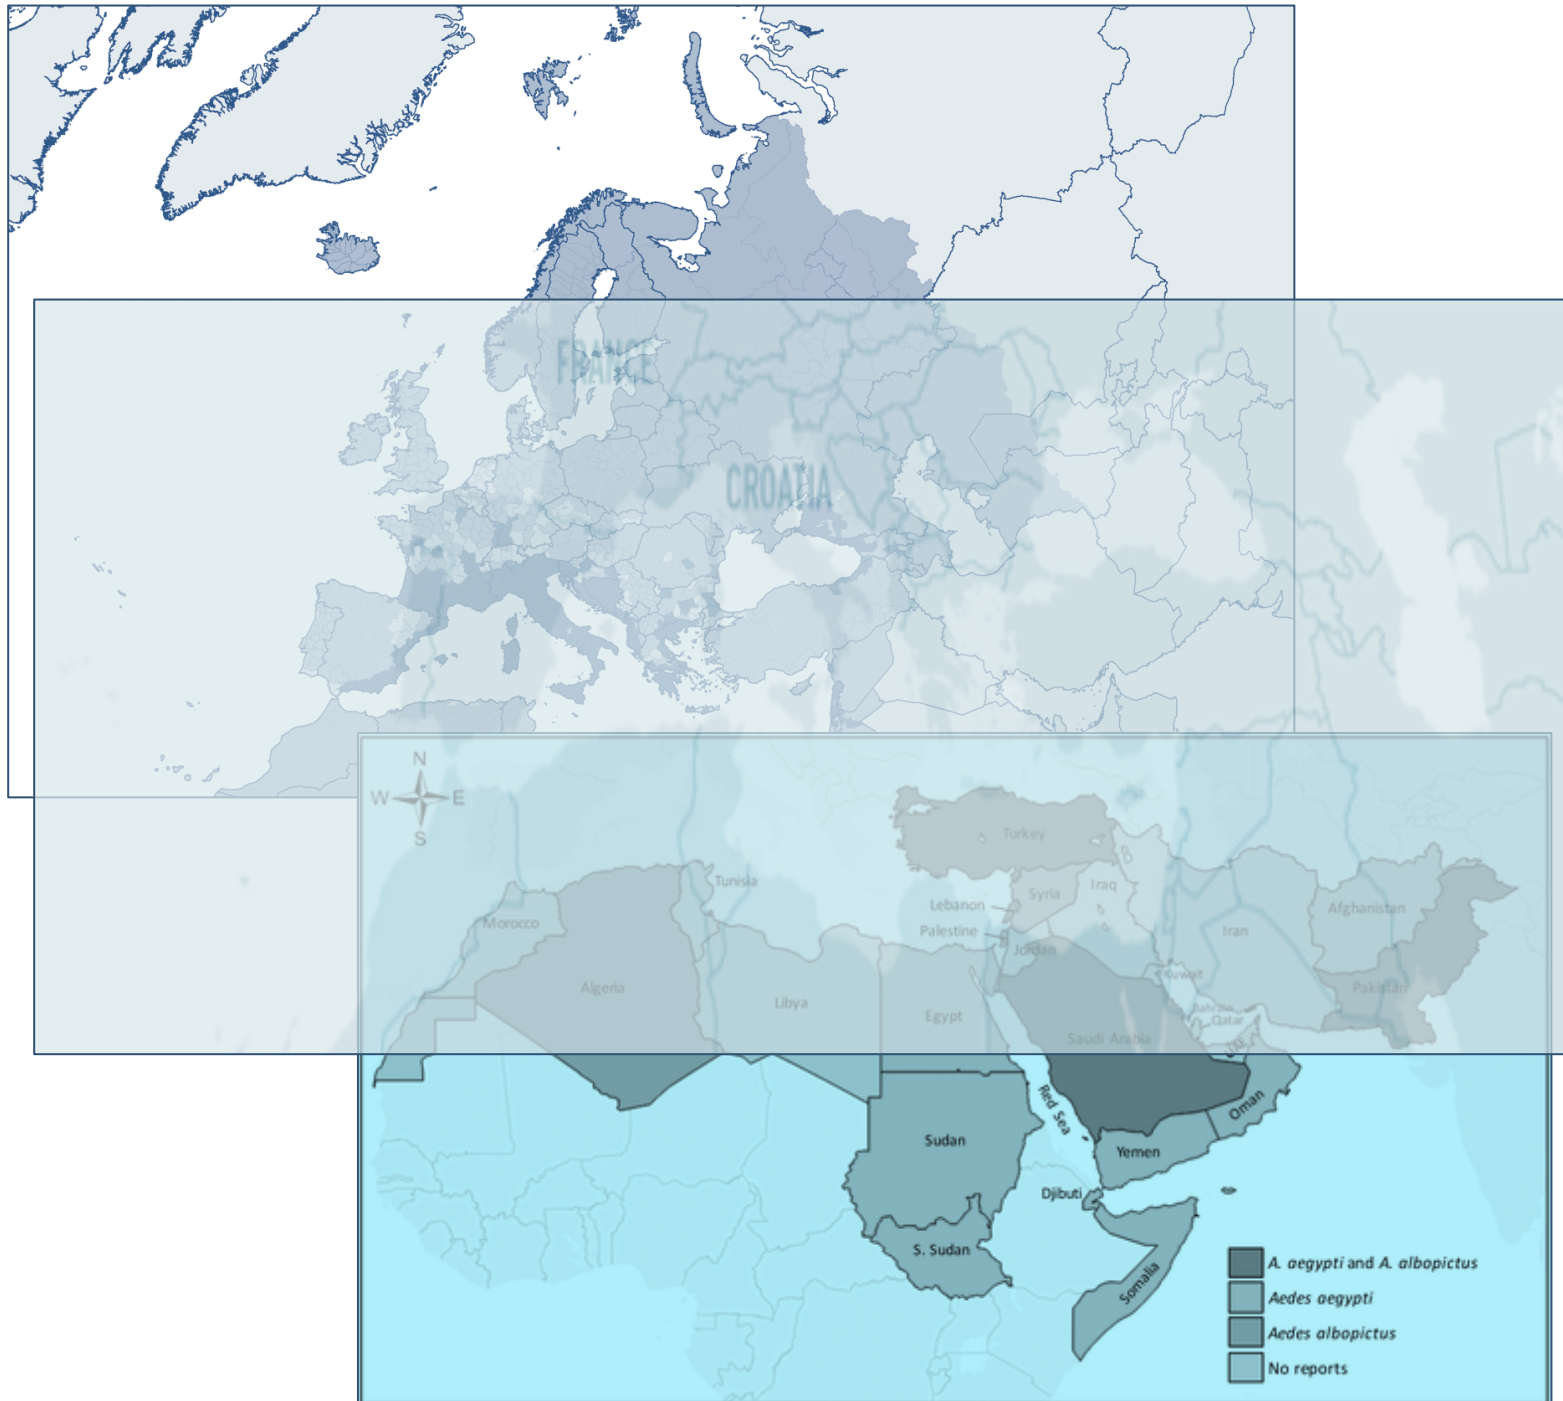 FRANCE
CROATIA
N
W E
S
Turkey
Tunisia
Syria
Iraq
Lebanon
Morocco
Afghanistan
Palestine
Iran
Jordan
Kuwait
Algeria
Pakistan
Libya
Bahrain
Egypt
Qatar
Saudi Arabia
UAE
Red Sea
Oman
Sudan
Yemen
Djibuti
S. Sudan
Somalia
A. aegypti and A. albopictus
Aedes aegypti
Aedes albopictus
No reports